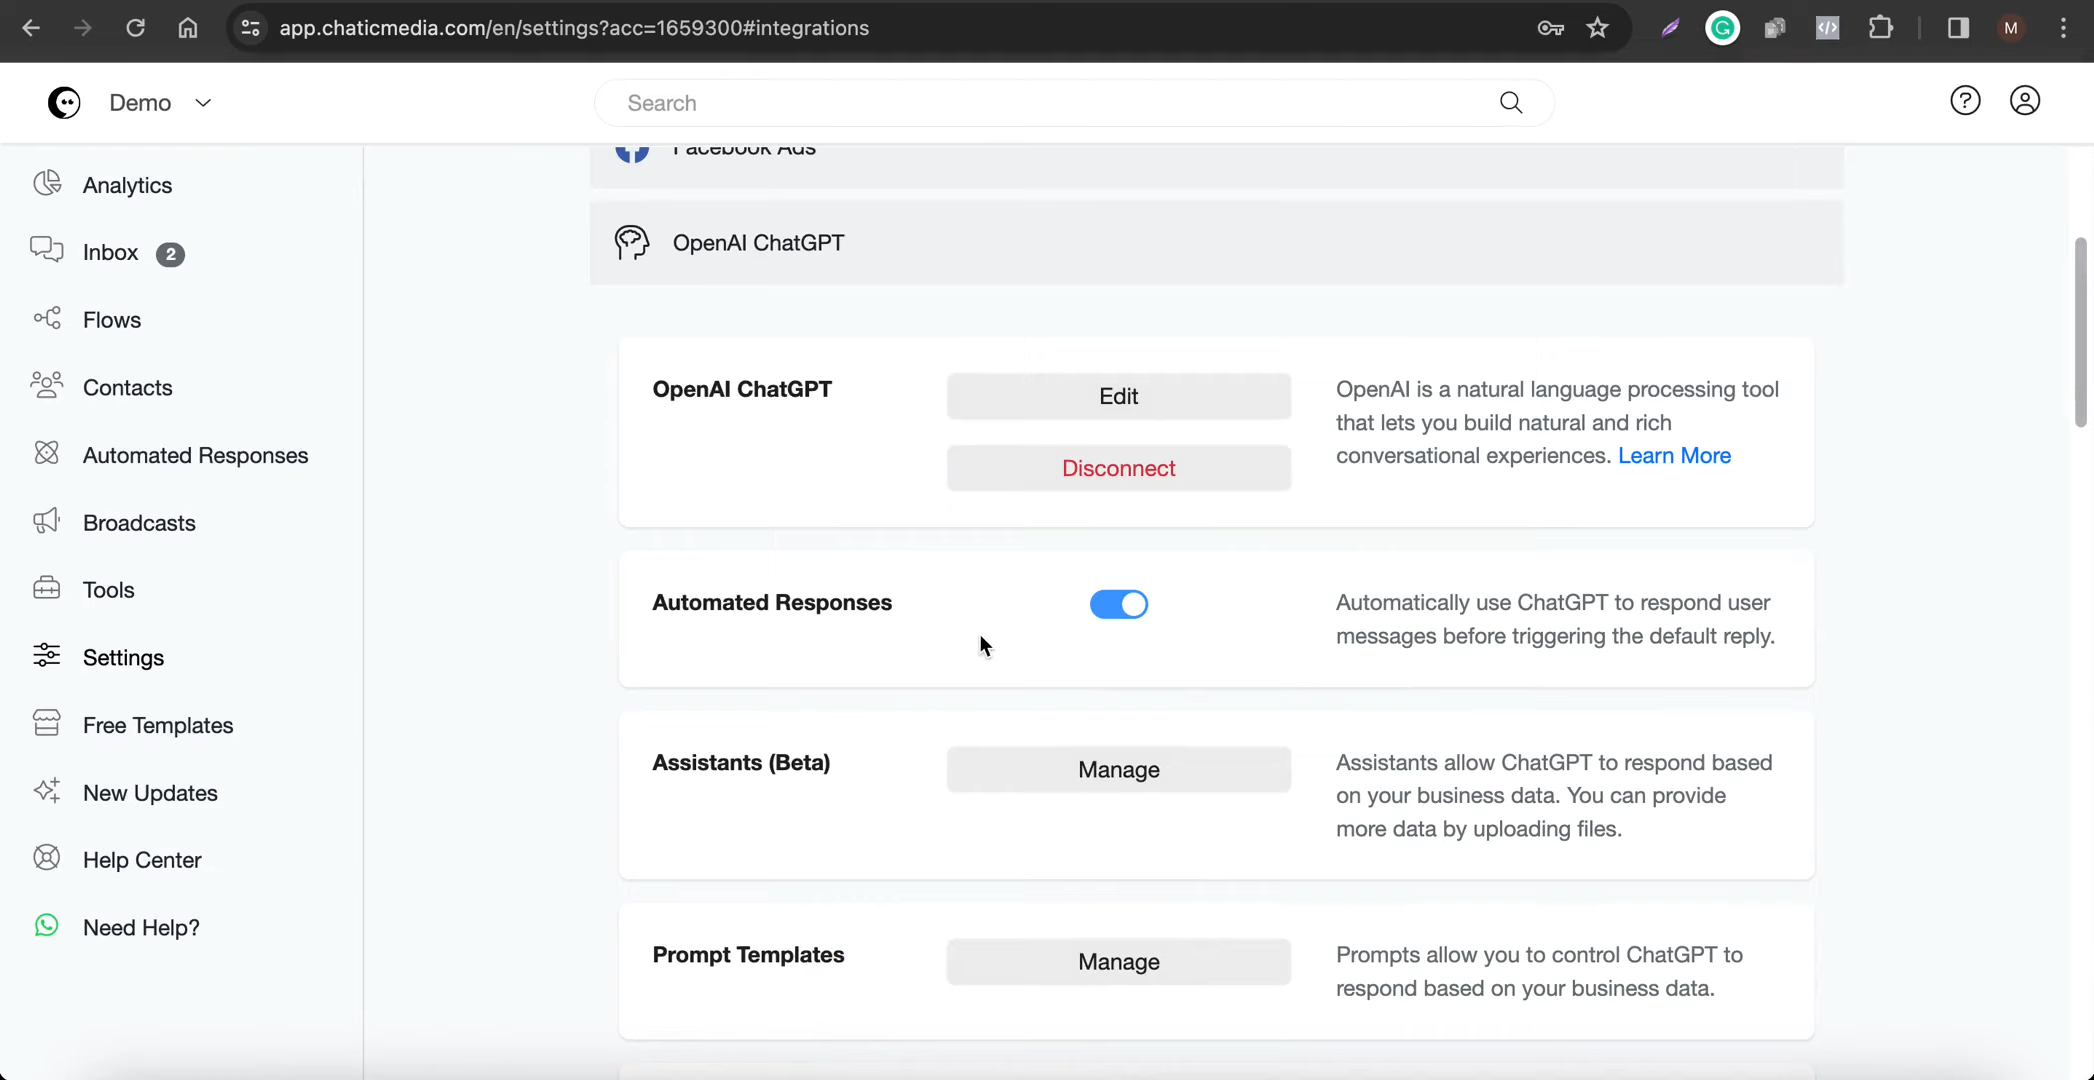 app.chaticmedia.com/en/settings?acc=1659300#integrations
M
Demo
Search
Analytics
Inbox 2
Flows
Contacts
Automated Responses
Broadcasts
Tools
Settings
Free Templates
New Updates
Help Center
Need Help?
Facebook Ads
OpenAI ChatGPT
OpenAI ChatGPT
Edit
Disconnect
OpenAI is a natural language processing tool
that lets you build natural and rich
conversational experiences. Learn More
Automated Responses
Automatically use ChatGPT to respond user
messages before triggering the default reply.
Assistants (Beta)
Manage
Assistants allow ChatGPT to respond based
on your business data. You can provide
more data by uploading files.
Prompt Templates
Manage
Prompts allow you to control ChatGPT to
respond based on your business data.